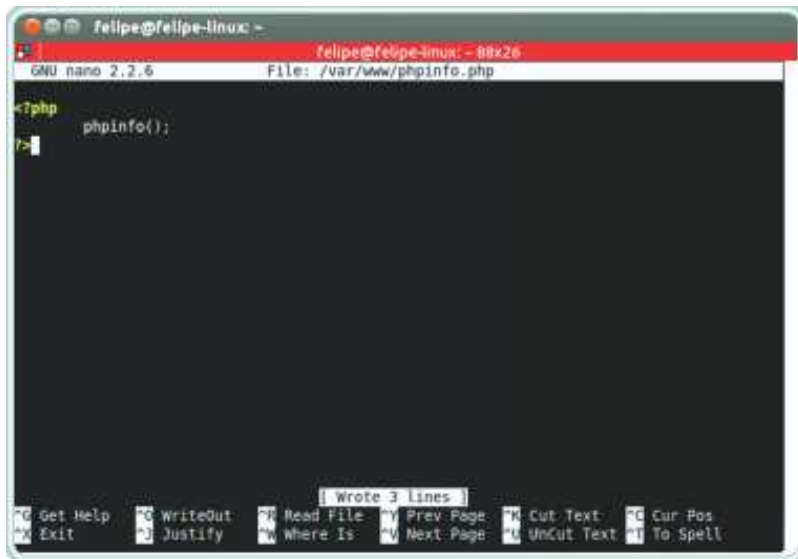 felipe@felipe-linux: ~
felipe@felipe-linux: ~ 88x26
GNU nano 2.2.6 File: /var/www/phpinfo.php
<?php
phpinfo();
?>
[ Wrote 3 lines ]
^G Get Help ^O WriteOut ^R Read File ^Y Prev Page ^K Cut Text ^C Cur Pos
^X Exit ^J Justify ^W Where Is ^V Next Page ^U UnCut Text ^T To Spell